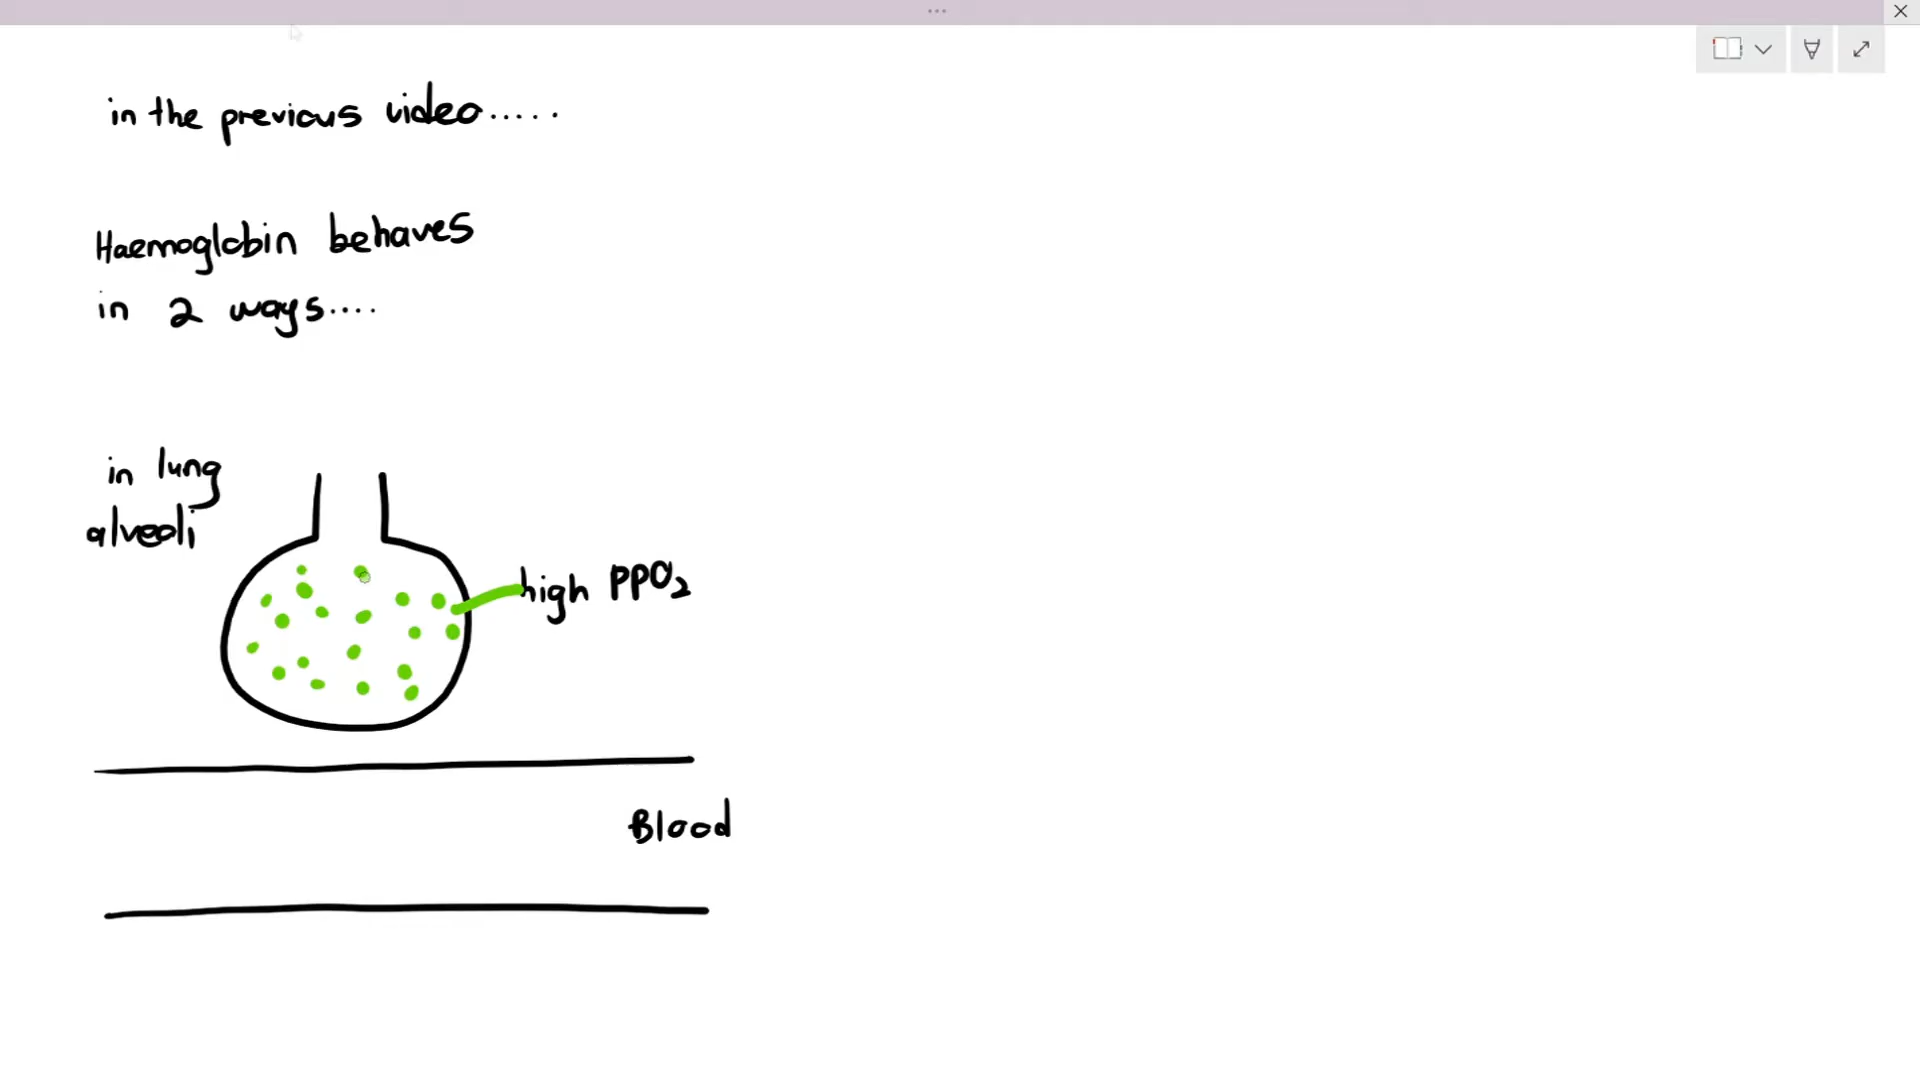 in the previous video.....
Haemoglobin behaves
in 2 ways....
in lung
alveoli
high PPO₂
Blood